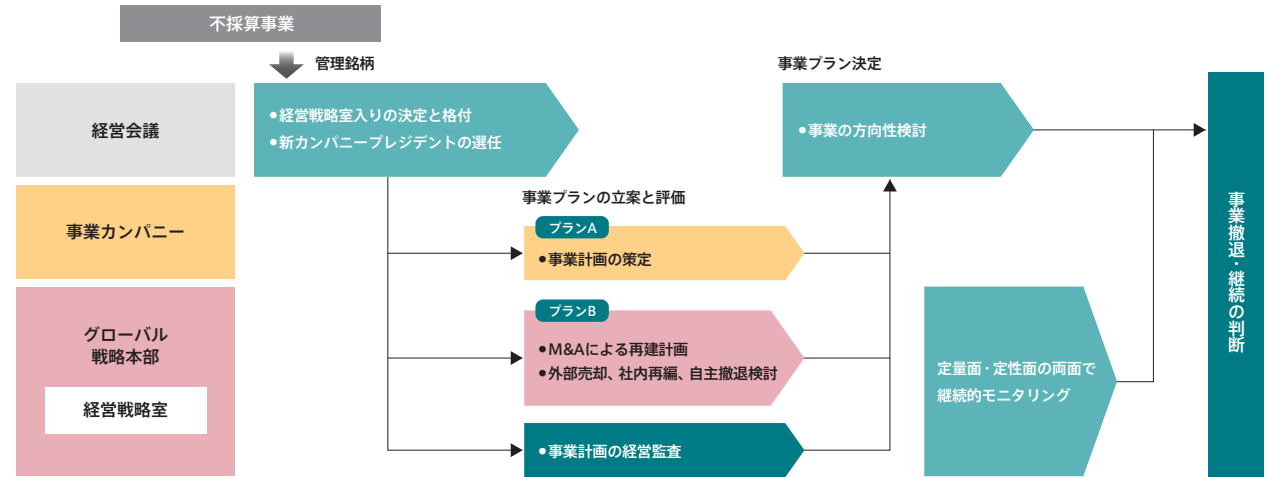 不採算事業
管理銘柄
事業プラン決定
経営会議
●経営戦略室入りの決定と格付
●新カンパニープレジデントの選任
●事業の方向性検討
事業カンパニー
事業プランの立案と評価
プランA
●事業計画の策定
グローバル
戦略本部
経営戦略室
プランB
●M&Aによる再建計画
●外部売却、社内再編、自主撤退検討
●事業計画の経営監査
定量面・定性面の両面で
継続的モニタリング
事業撤退・継続の判断